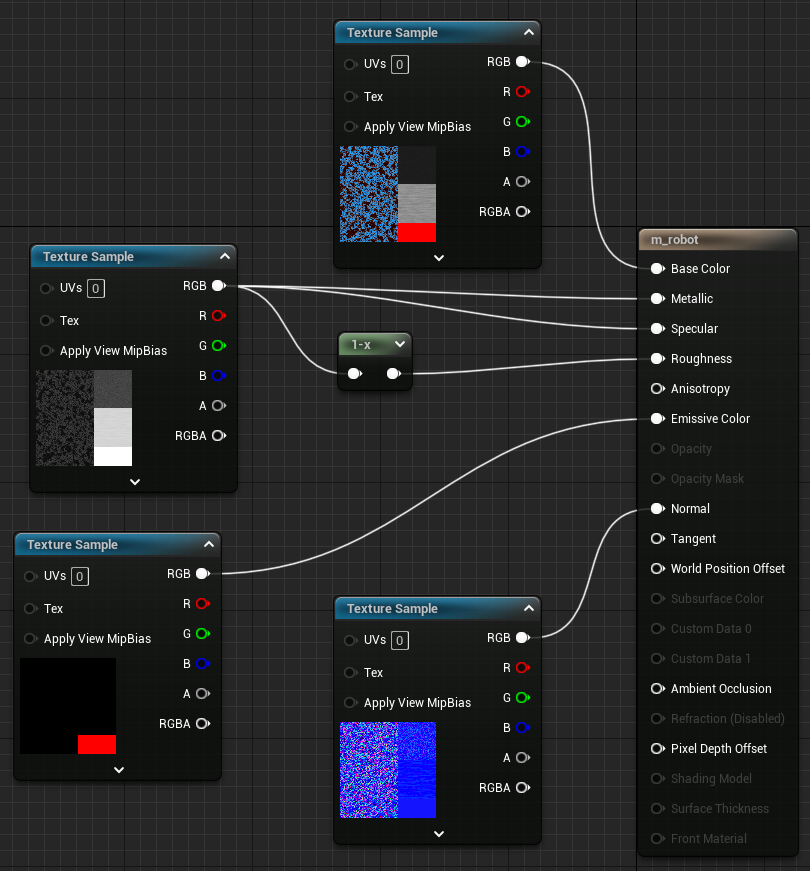 Texture Sample
UVs 0
RGB
Tex
R
Apply View MipBias
G
B
A
RGBA
Texture Sample
UVs 0
RGB
Tex
R
Apply View MipBias
G
B
A
RGBA
1-x
Texture Sample
UVs 0
RGB
Tex
R
Apply View MipBias
G
B
A
RGBA
Texture Sample
UVs 0
RGB
Tex
R
Apply View MipBias
G
B
A
RGBA
m_robot
Base Color
Metallic
Specular
Roughness
Anisotropy
Emissive Color
Opacity
Opacity Mask
Normal
Tangent
World Position Offset
Subsurface Color
Custom Data 0
Custom Data 1
Ambient Occlusion
Refraction (Disabled)
Pixel Depth Offset
Shading Model
Surface Thickness
Front Material